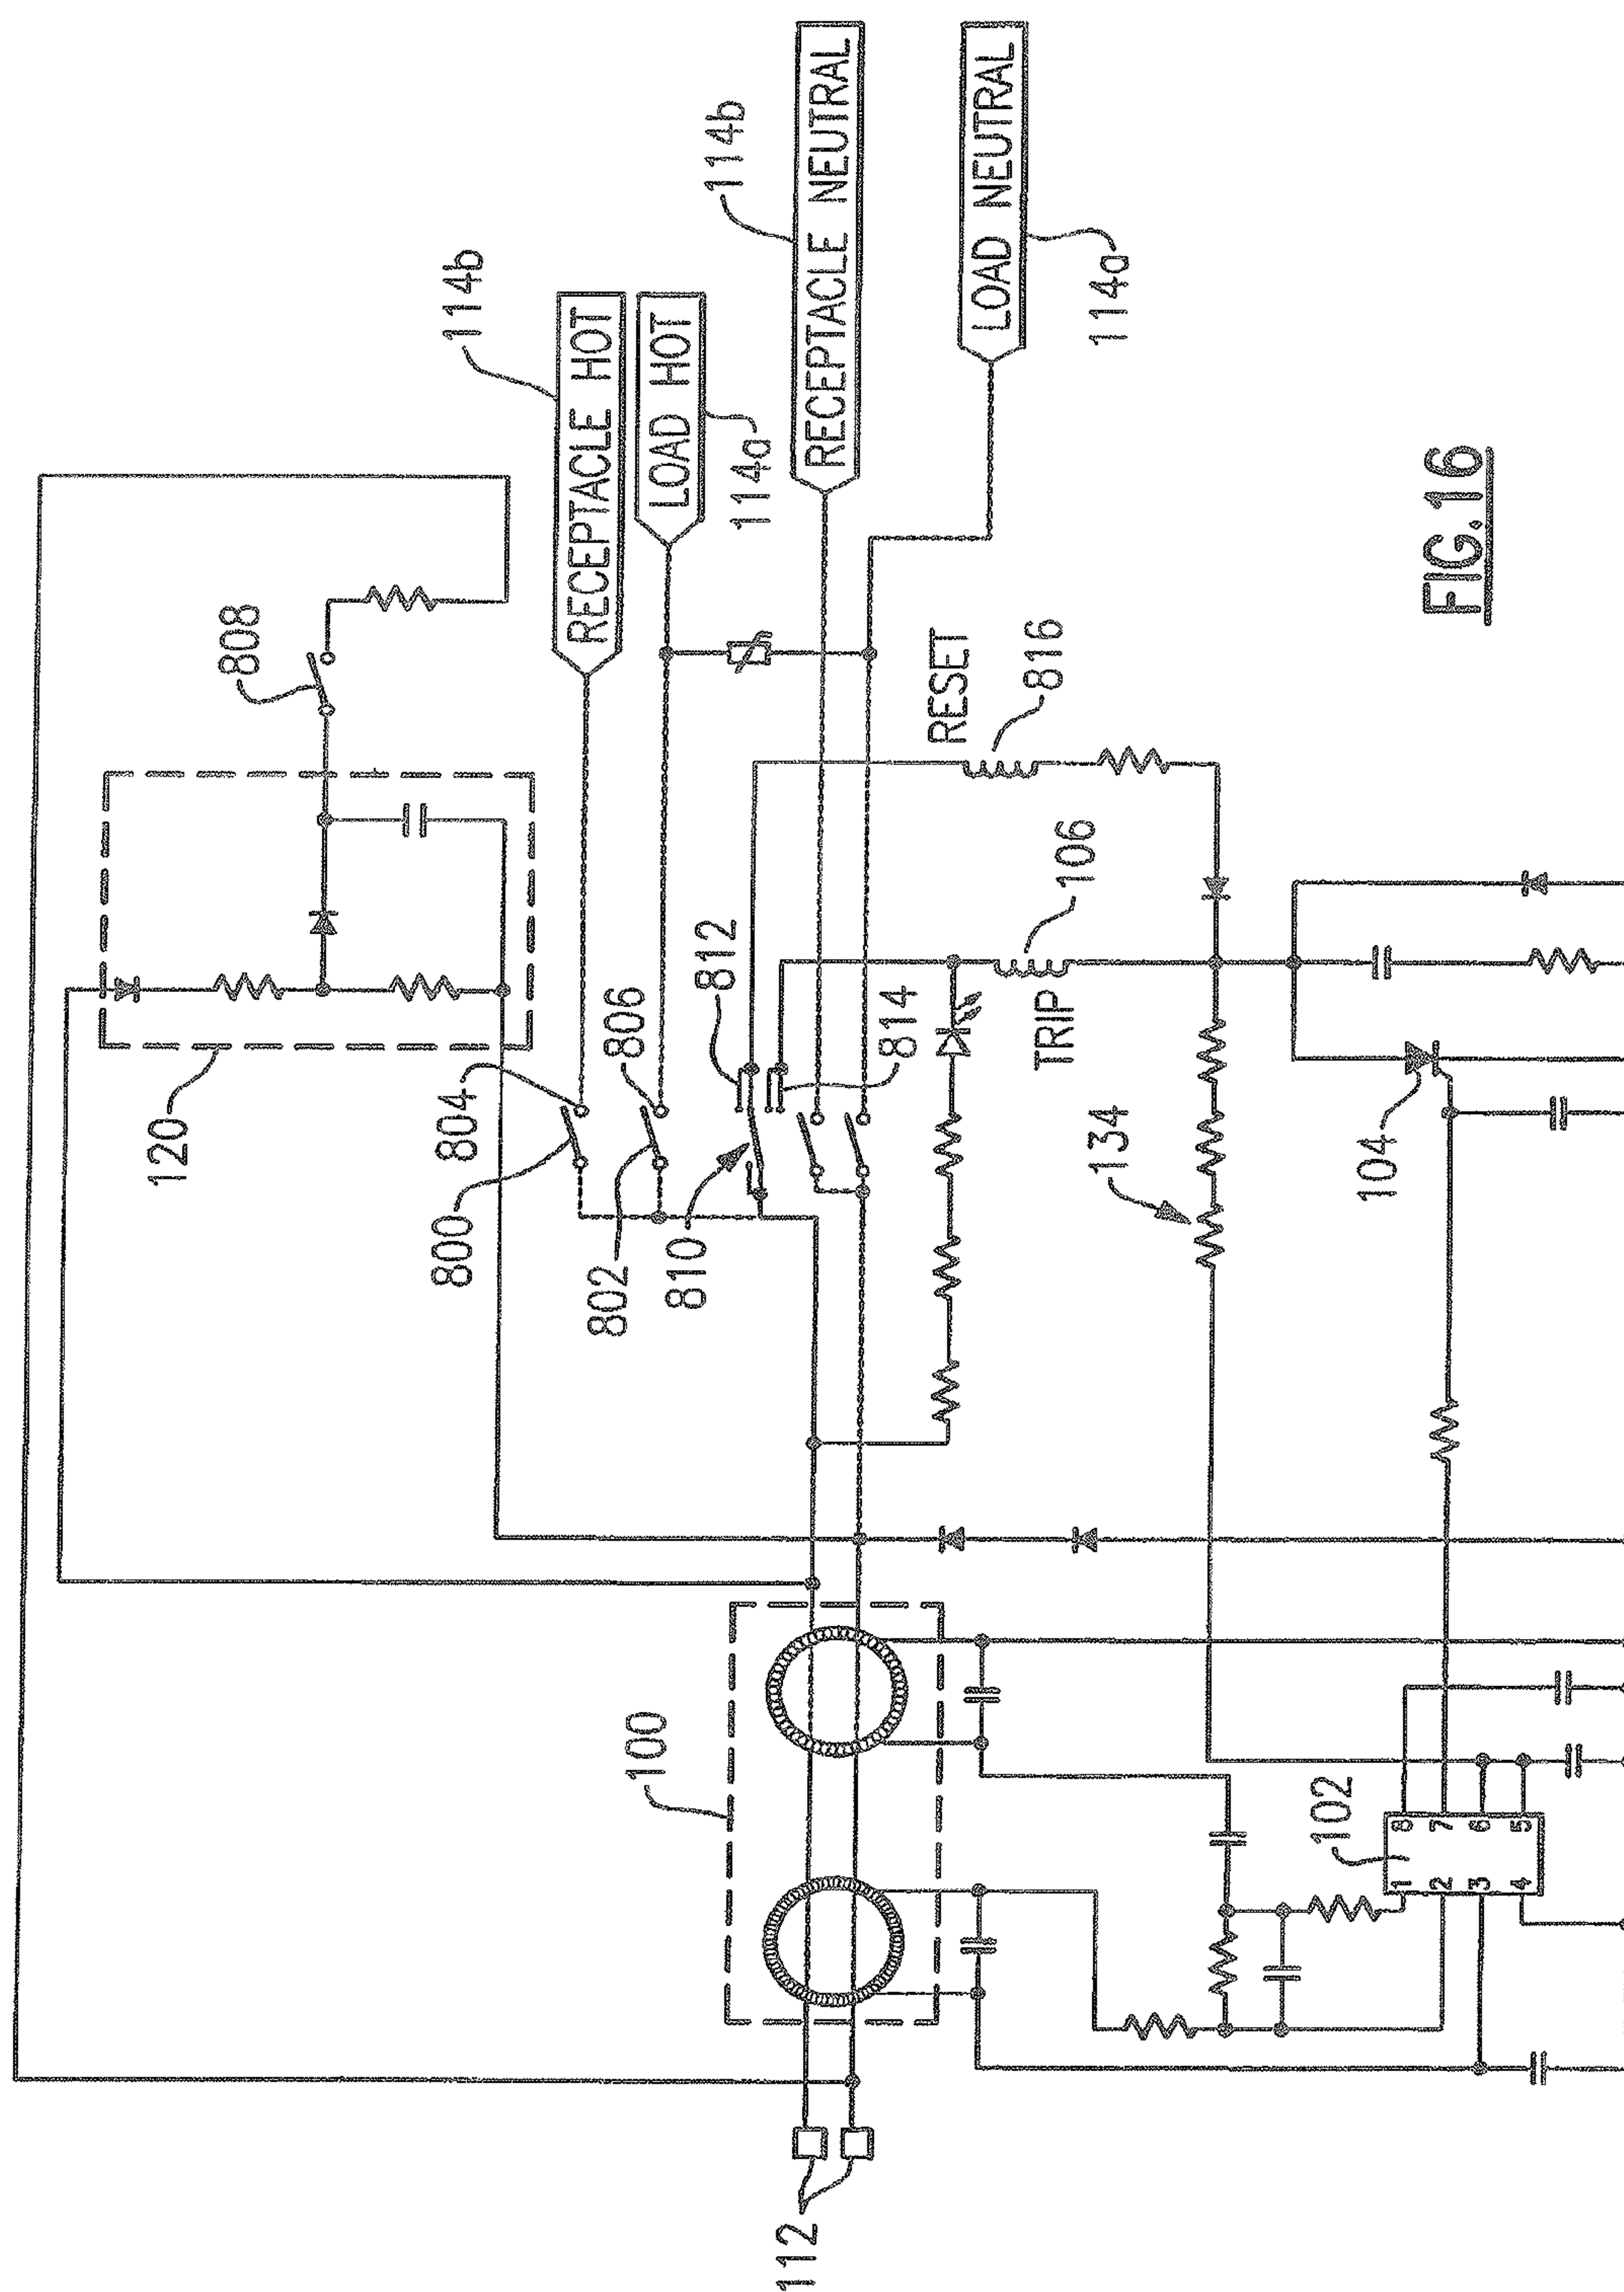 112
100
120
808
114b
RECEPTACLE HOT
LOAD HOT
114a
114b
RECEPTACLE NEUTRAL
LOAD NEUTRAL
114a
800
804
802
806
810
812
814
RESET
816
TRIP
106
134
104
102
1
2
3
4
8
7
6
5
FIG.16